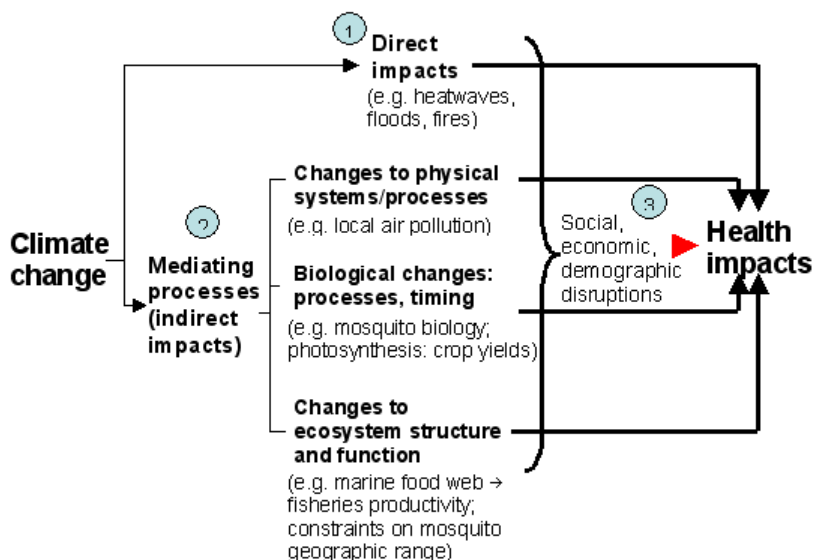 1
Direct
impacts
(e.g. heatwaves,
floods, fires)
Changes to physical
systems/processes
(e.g. local air pollution)
2
Climate
change
Mediating
processes
(indirect
impacts)
Biological changes:
processes, timing
(e.g. mosquito biology;
photosynthesis: crop yields)
Changes to
ecosystem structure
and function
(e.g. marine food web →
fisheries productivity;
constraints on mosquito
geographic range)
3
Social,
economic,
demographic
disruptions
Health
impacts